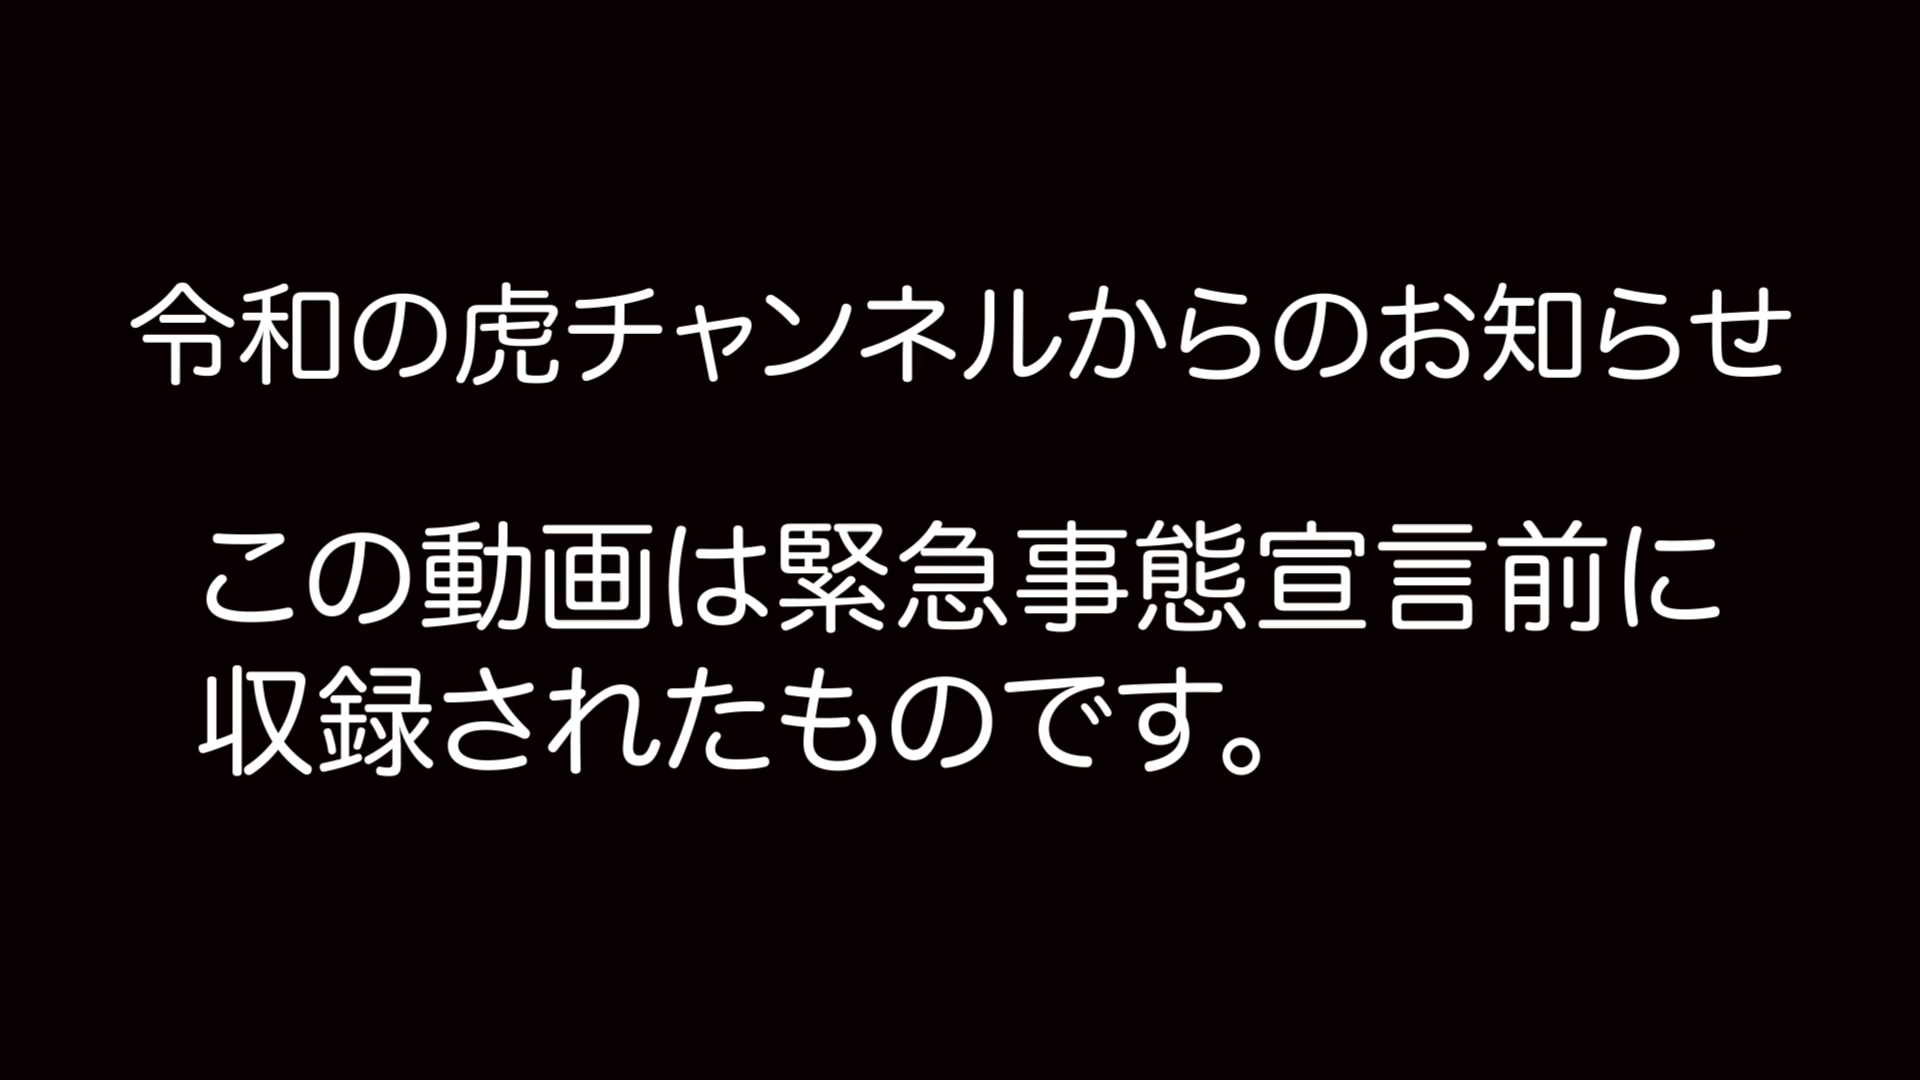 令和の虎チャンネルからのお知らせ
この動画は緊急事態宣言前に
収録されたものです。